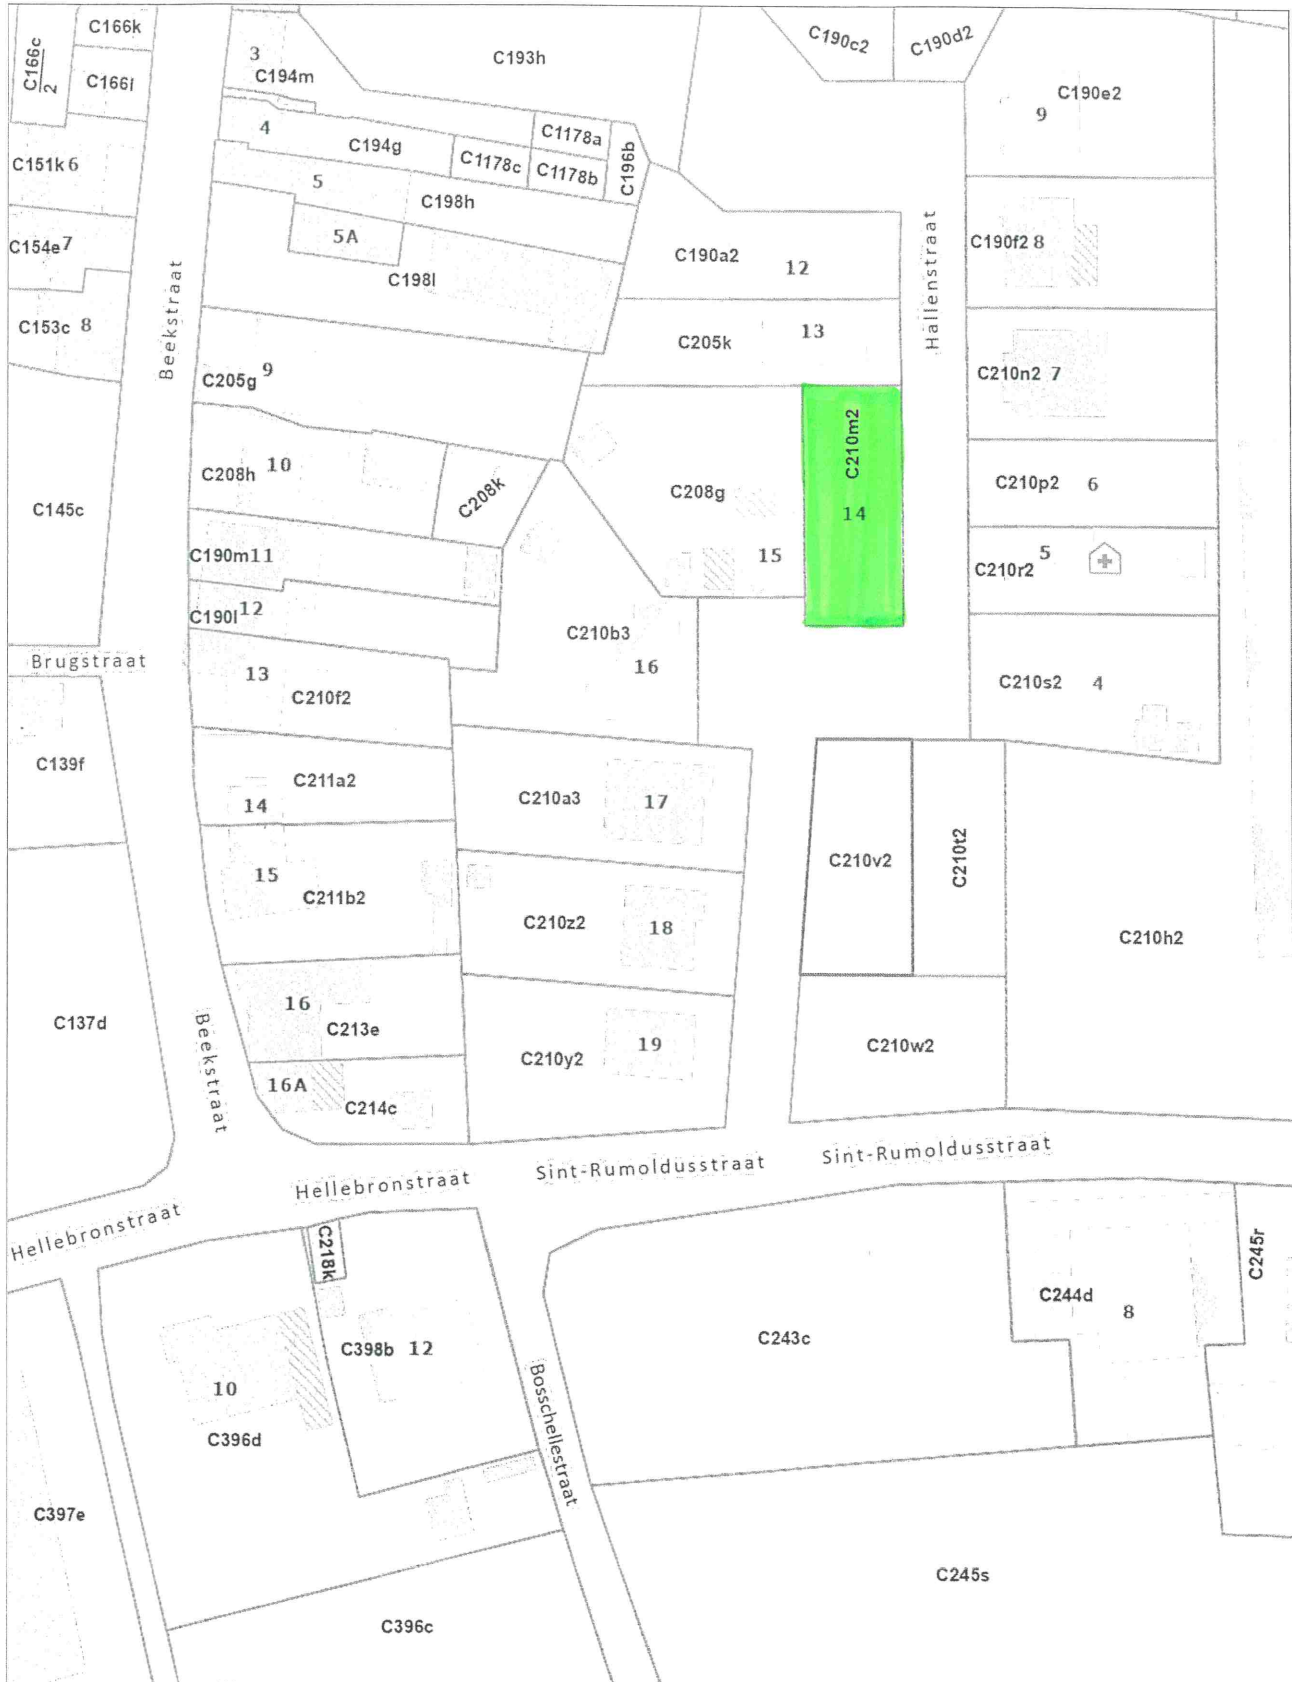 C166c
2
C166k
C166l
3
C194m
C193h
C190c2
C190d2
C190e2
9
C151k 6
4
C194g
C1178a
C1178c
C1178b
C196b
5
C198h
5A
C198l
C154e 7
C153c 8
Beekstraat
C190a2
12
C205k
13
Hallenstraat
C190f2 8
C210n2 7
C205g 9
C208h 10
C208k
C208g
15
C210m2
14
C210p2 6
C210r2 5
C145c
C190m 11
C190l 12
C210b3
16
C210s2 4
Brugstraat
13
C210f2
C139f
C211a2
14
15
C211b2
C210a3 17
C210z2 18
C210v2
C210t2
C210h2
C137d
Beekstraat
16
C213e
16A
C214c
C210y2 19
C210w2
Hellebronstraat
Hellebronstraat
Sint-Rumoldusstraat
Sint-Rumoldusstraat
C218k
C398b 12
10
C396d
Bosschellestraat
C243c
C244d
8
C245r
C397e
C396c
C245s